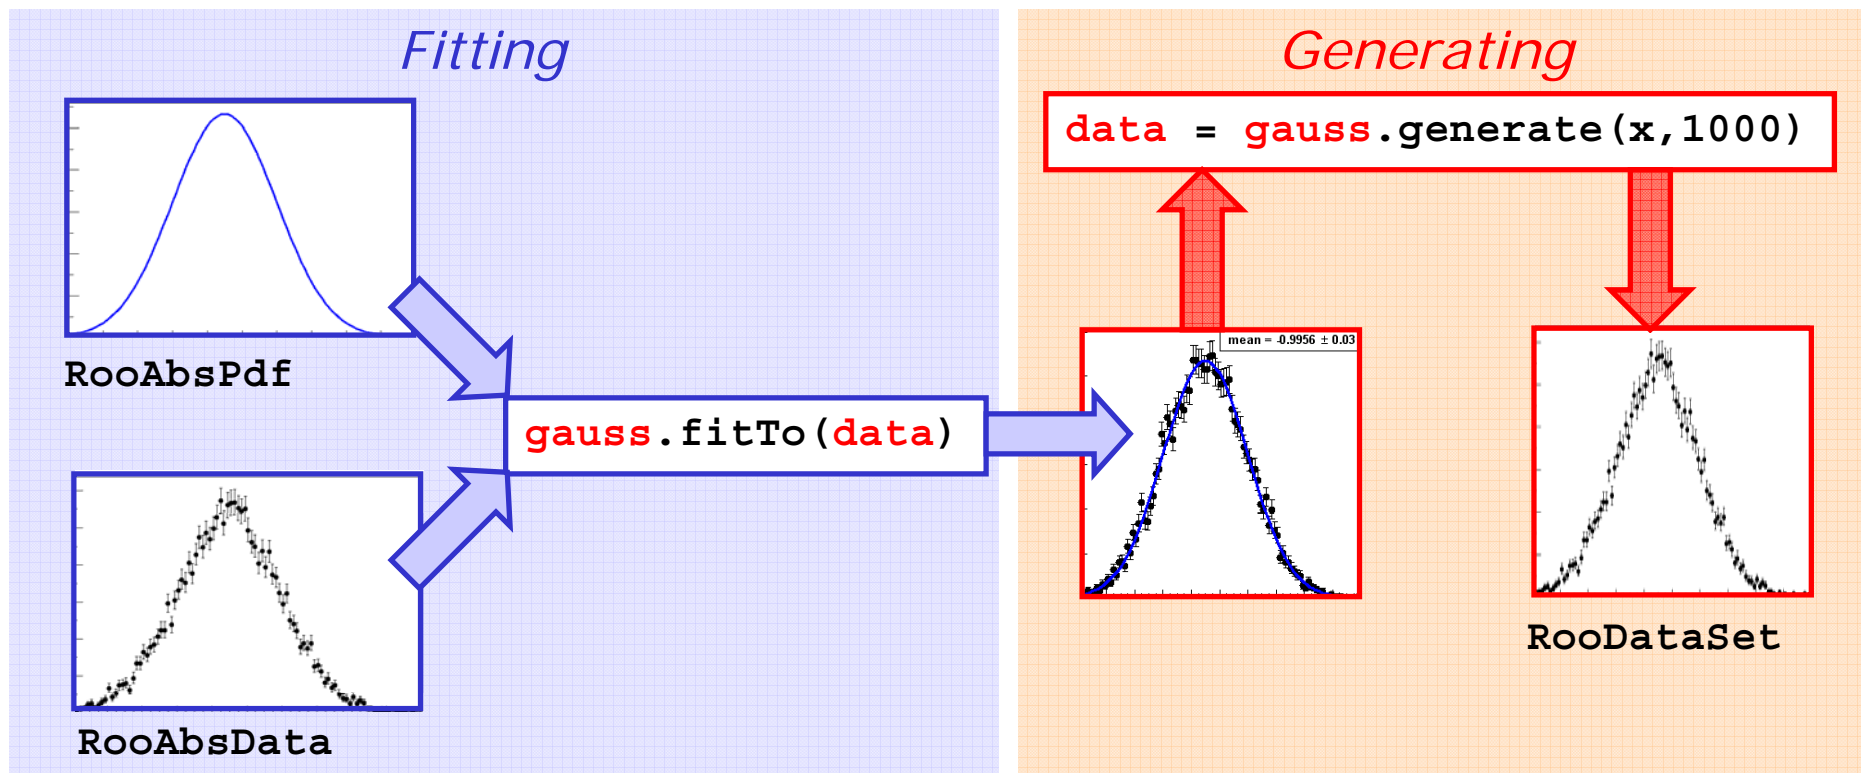 Fitting
RooAbsPdf
RooAbsData
gauss.fitTo(data)
Generating
data = gauss.generate(x,1000)
mean = -0.9956 ± 0.03
RooDataSet